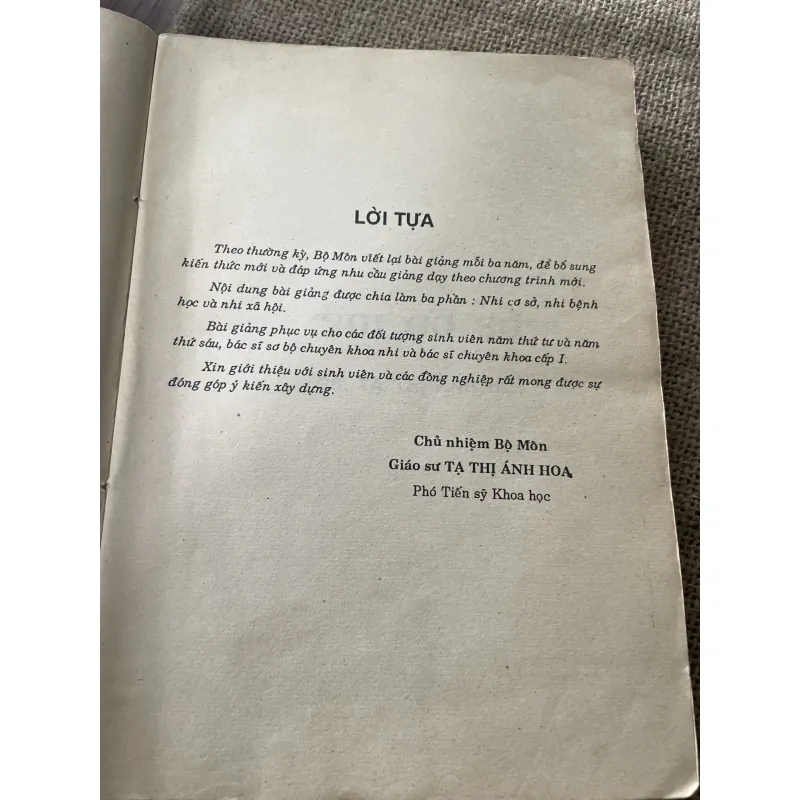 LỜI TỰA
Theo thường kỳ, Bộ Môn viết lại bài giảng mỗi ba năm, để bổ sung
kiến thức mới và đáp ứng nhu cầu giảng dạy theo chương trình mới.
Nội dung bài giảng được chia làm ba phần : Nhi cơ sở, nhi bệnh
học và nhi xã hội.
Bài giảng phục vụ cho các đối tượng sinh viên năm thứ tư và năm
thứ sáu, bác sĩ sơ bộ chuyên khoa nhi và bác sĩ chuyên khoa cấp I.
Xin giới thiệu với sinh viên và các đồng nghiệp rất mong được sự
đóng góp ý kiến xây dựng.
Chủ nhiệm Bộ Môn
Giáo sư TẠ THỊ ÁNH HOA
Phó Tiến sỹ Khoa học